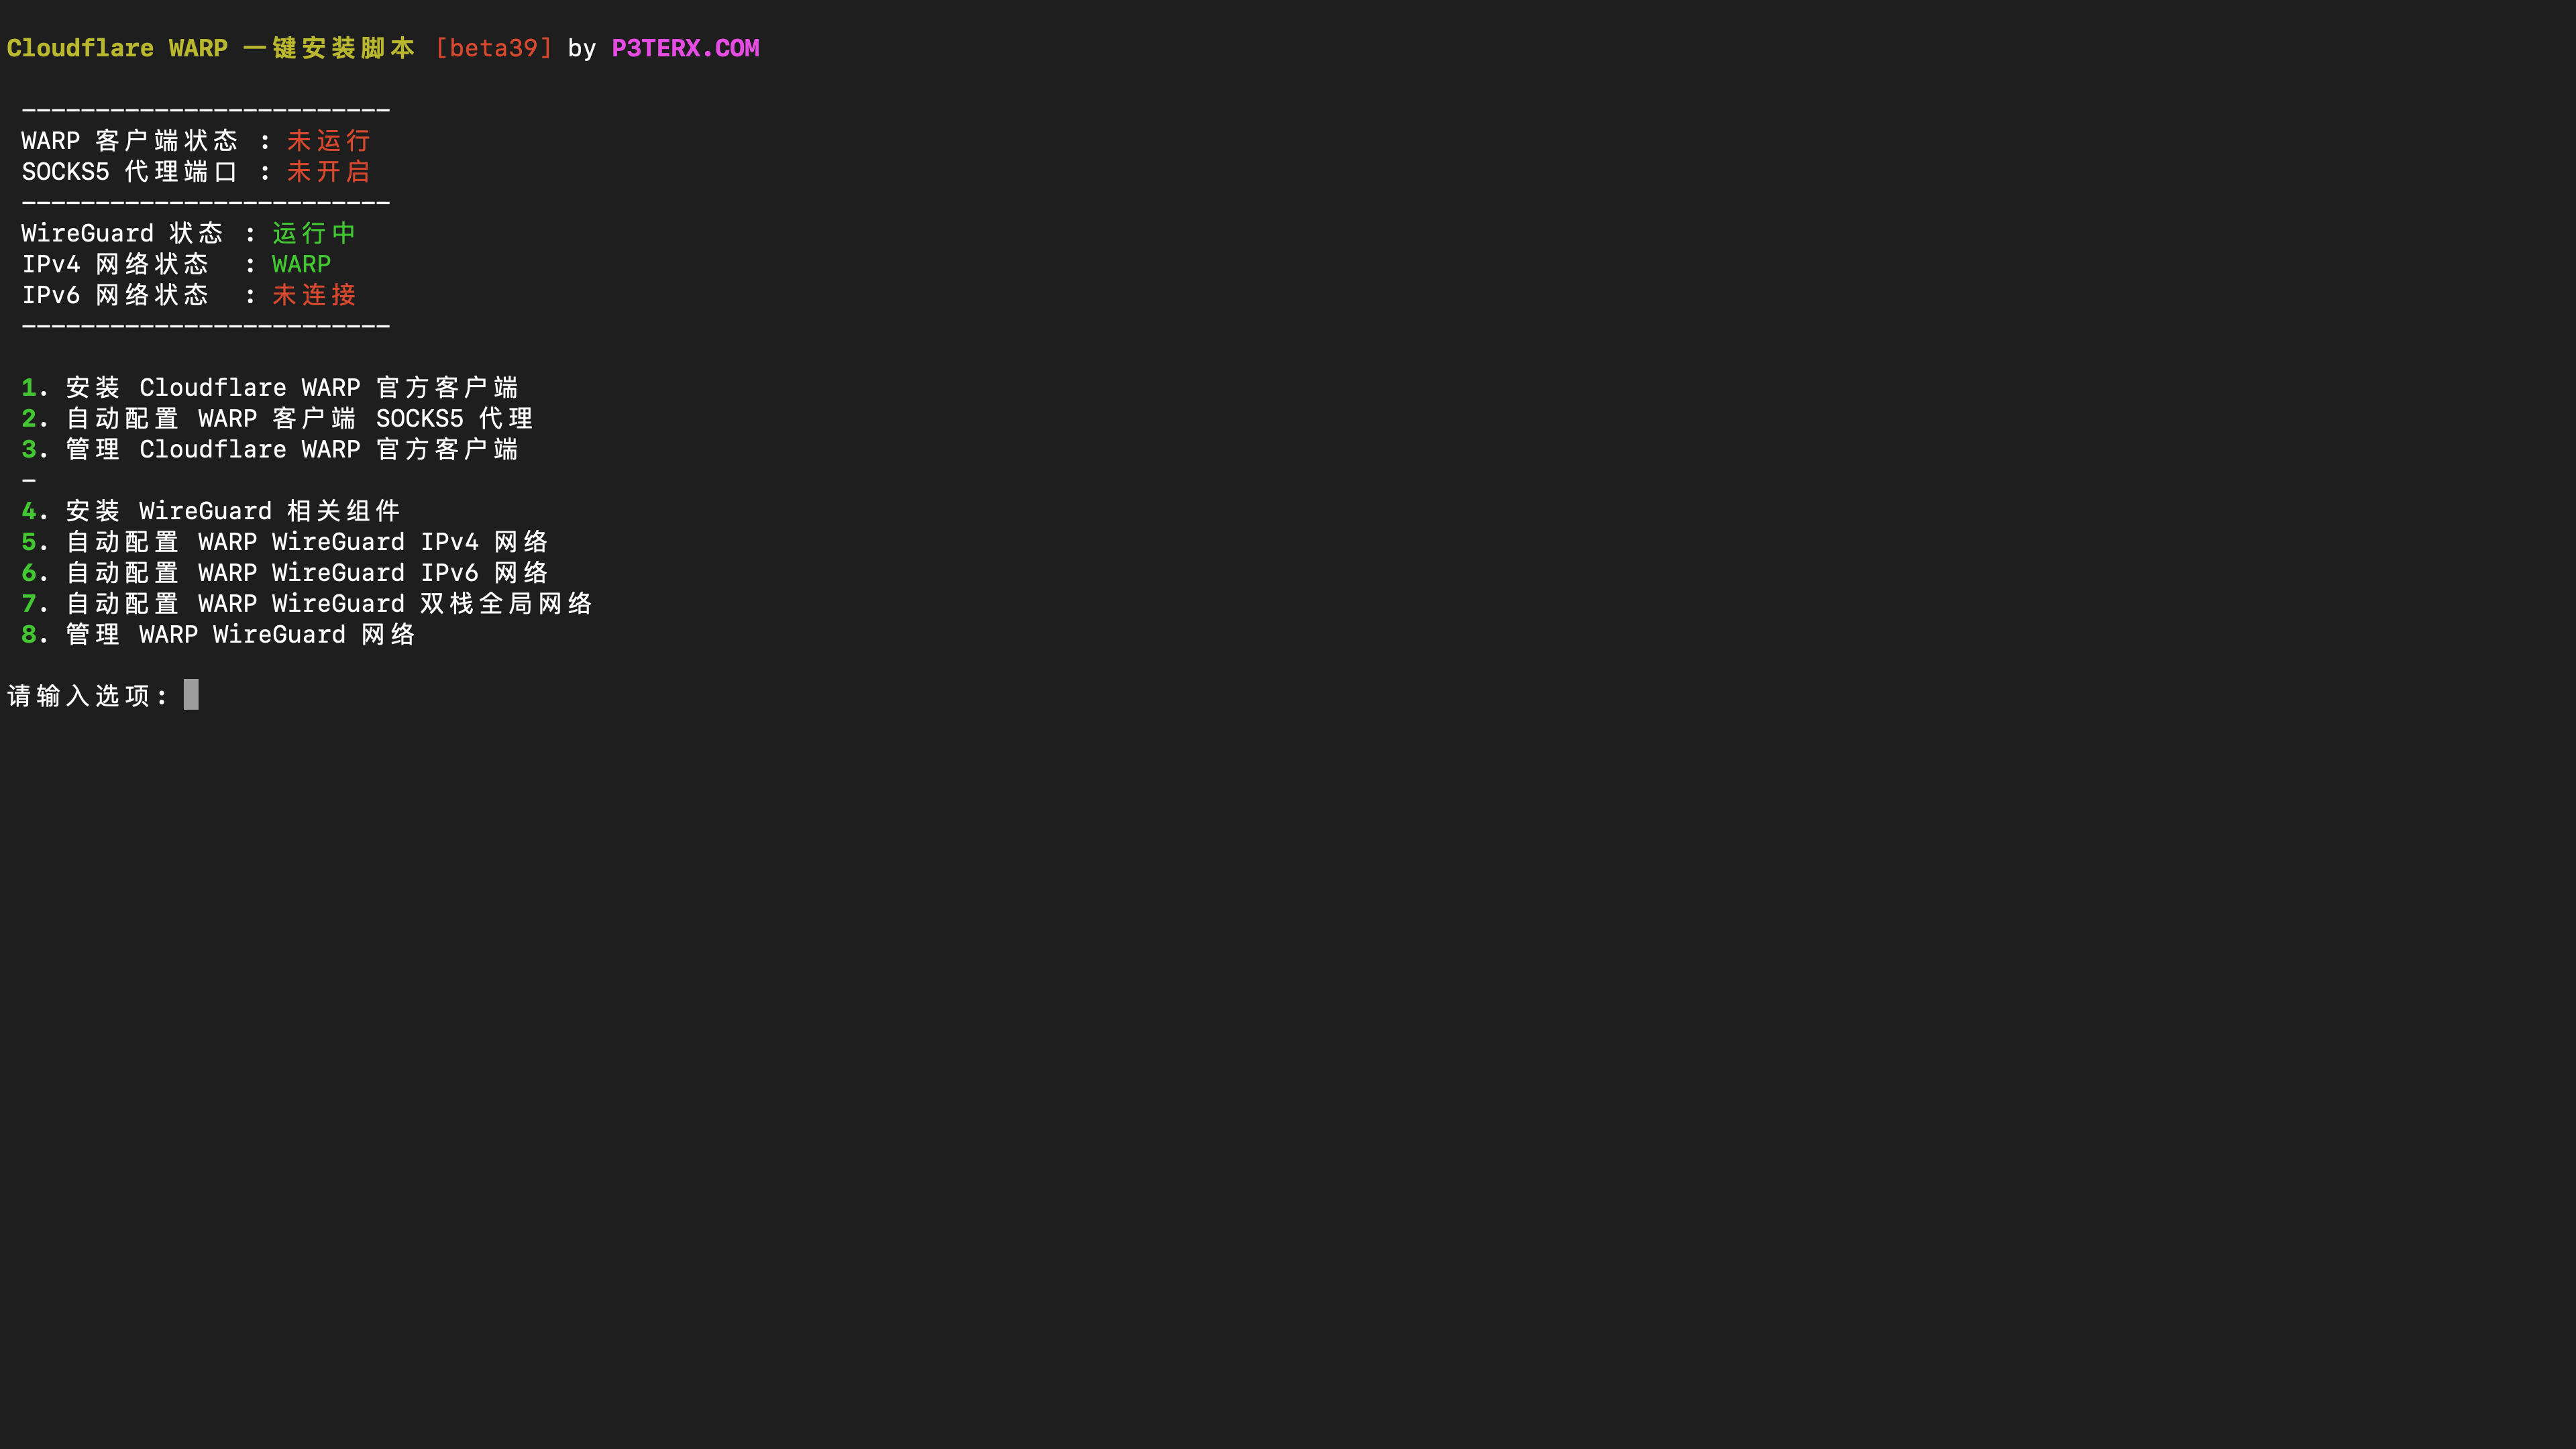 Cloudflare WARP 一键安装脚本 [beta39] by P3TERX.COM
-------------------------
WARP 客户端状态 : 未运行
SOCKS5 代理端口 : 未开启
-------------------------
WireGuard 状态 : 运行中
IPv4 网络状态 : WARP
IPv6 网络状态 : 未连接
-------------------------
1. 安装 Cloudflare WARP 官方客户端
2. 自动配置 WARP 客户端 SOCKS5 代理
3. 管理 Cloudflare WARP 官方客户端
-
4. 安装 WireGuard 相关组件
5. 自动配置 WARP WireGuard IPv4 网络
6. 自动配置 WARP WireGuard IPv6 网络
7. 自动配置 WARP WireGuard 双栈全局网络
8. 管理 WARP WireGuard 网络
请输入选项: